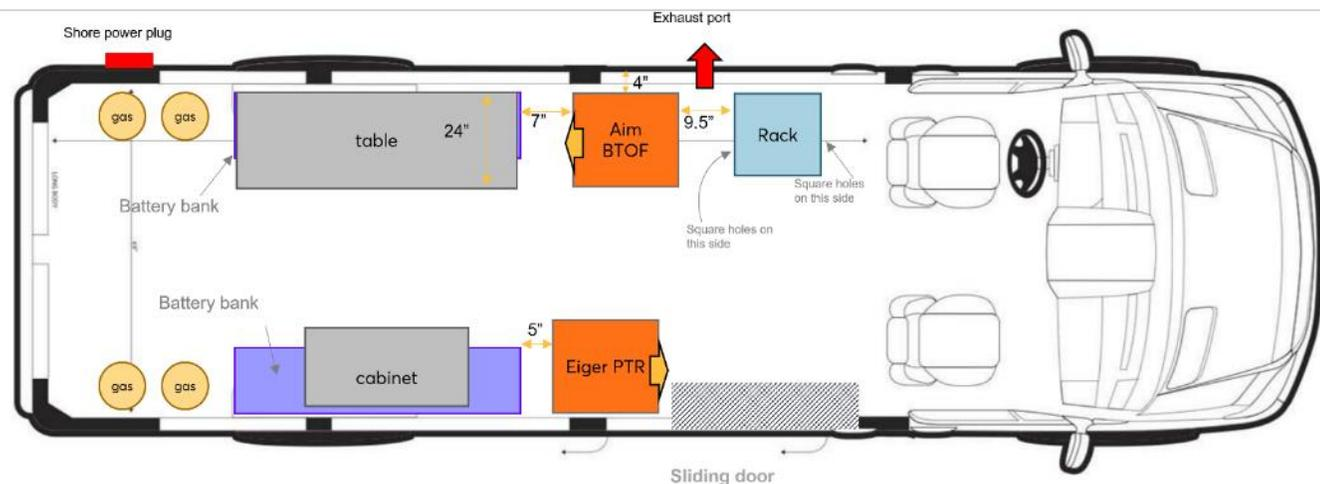 Exhaust port
Shore power plug
4"
gas
gas
table
24"
7"
Aim
BTOF
9.5"
Rack
Square holes
on this side
LONG BODY
Battery bank
Square holes on
this side
Battery bank
5"
gas
gas
cabinet
Eiger PTR
Sliding door